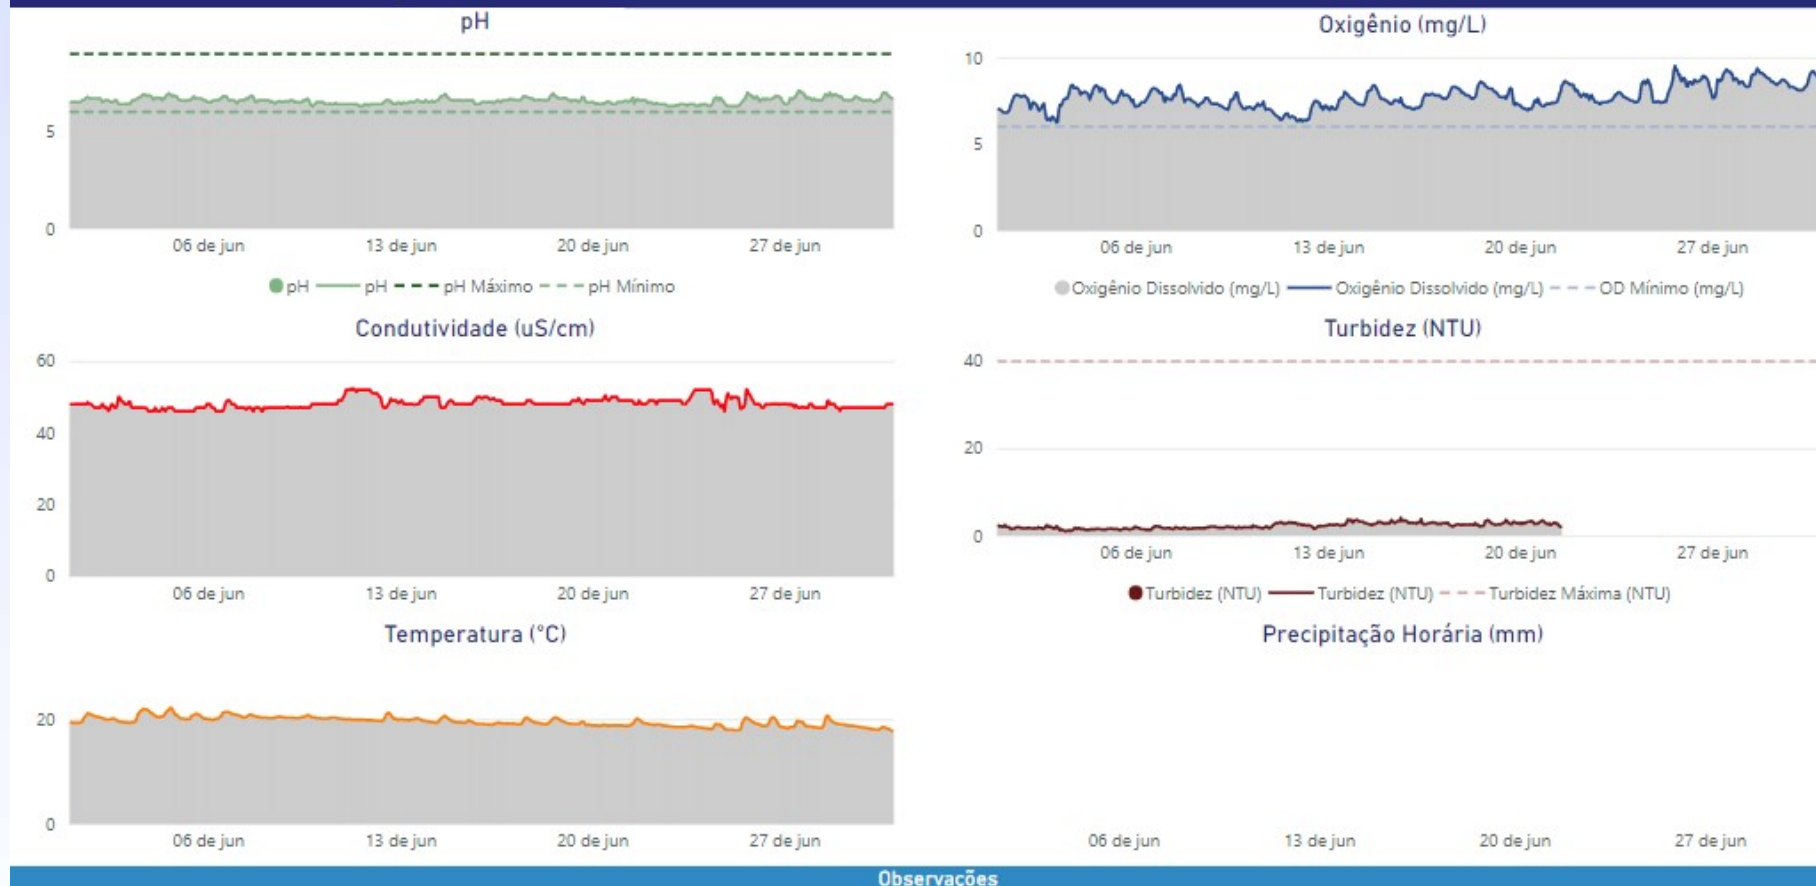 pH
5
0
06 de jun 13 de jun 20 de jun 27 de jun
pH pH pH Máximo pH Mínimo
Oxigênio (mg/L)
10
5
0
06 de jun 13 de jun 20 de jun 27 de jun
Oxigênio Dissolvido (mg/L) Oxigênio Dissolvido (mg/L) OD Mínimo (mg/L)
Condutividade (uS/cm)
60
40
20
0
06 de jun 13 de jun 20 de jun 27 de jun
Turbidez (NTU)
40
20
0
06 de jun 13 de jun 20 de jun 27 de jun
Turbidez (NTU) Turbidez (NTU) Turbidez Máxima (NTU)
Temperatura (°C)
20
0
06 de jun 13 de jun 20 de jun 27 de jun
Precipitação Horária (mm)
06 de jun 13 de jun 20 de jun 27 de jun
Observações